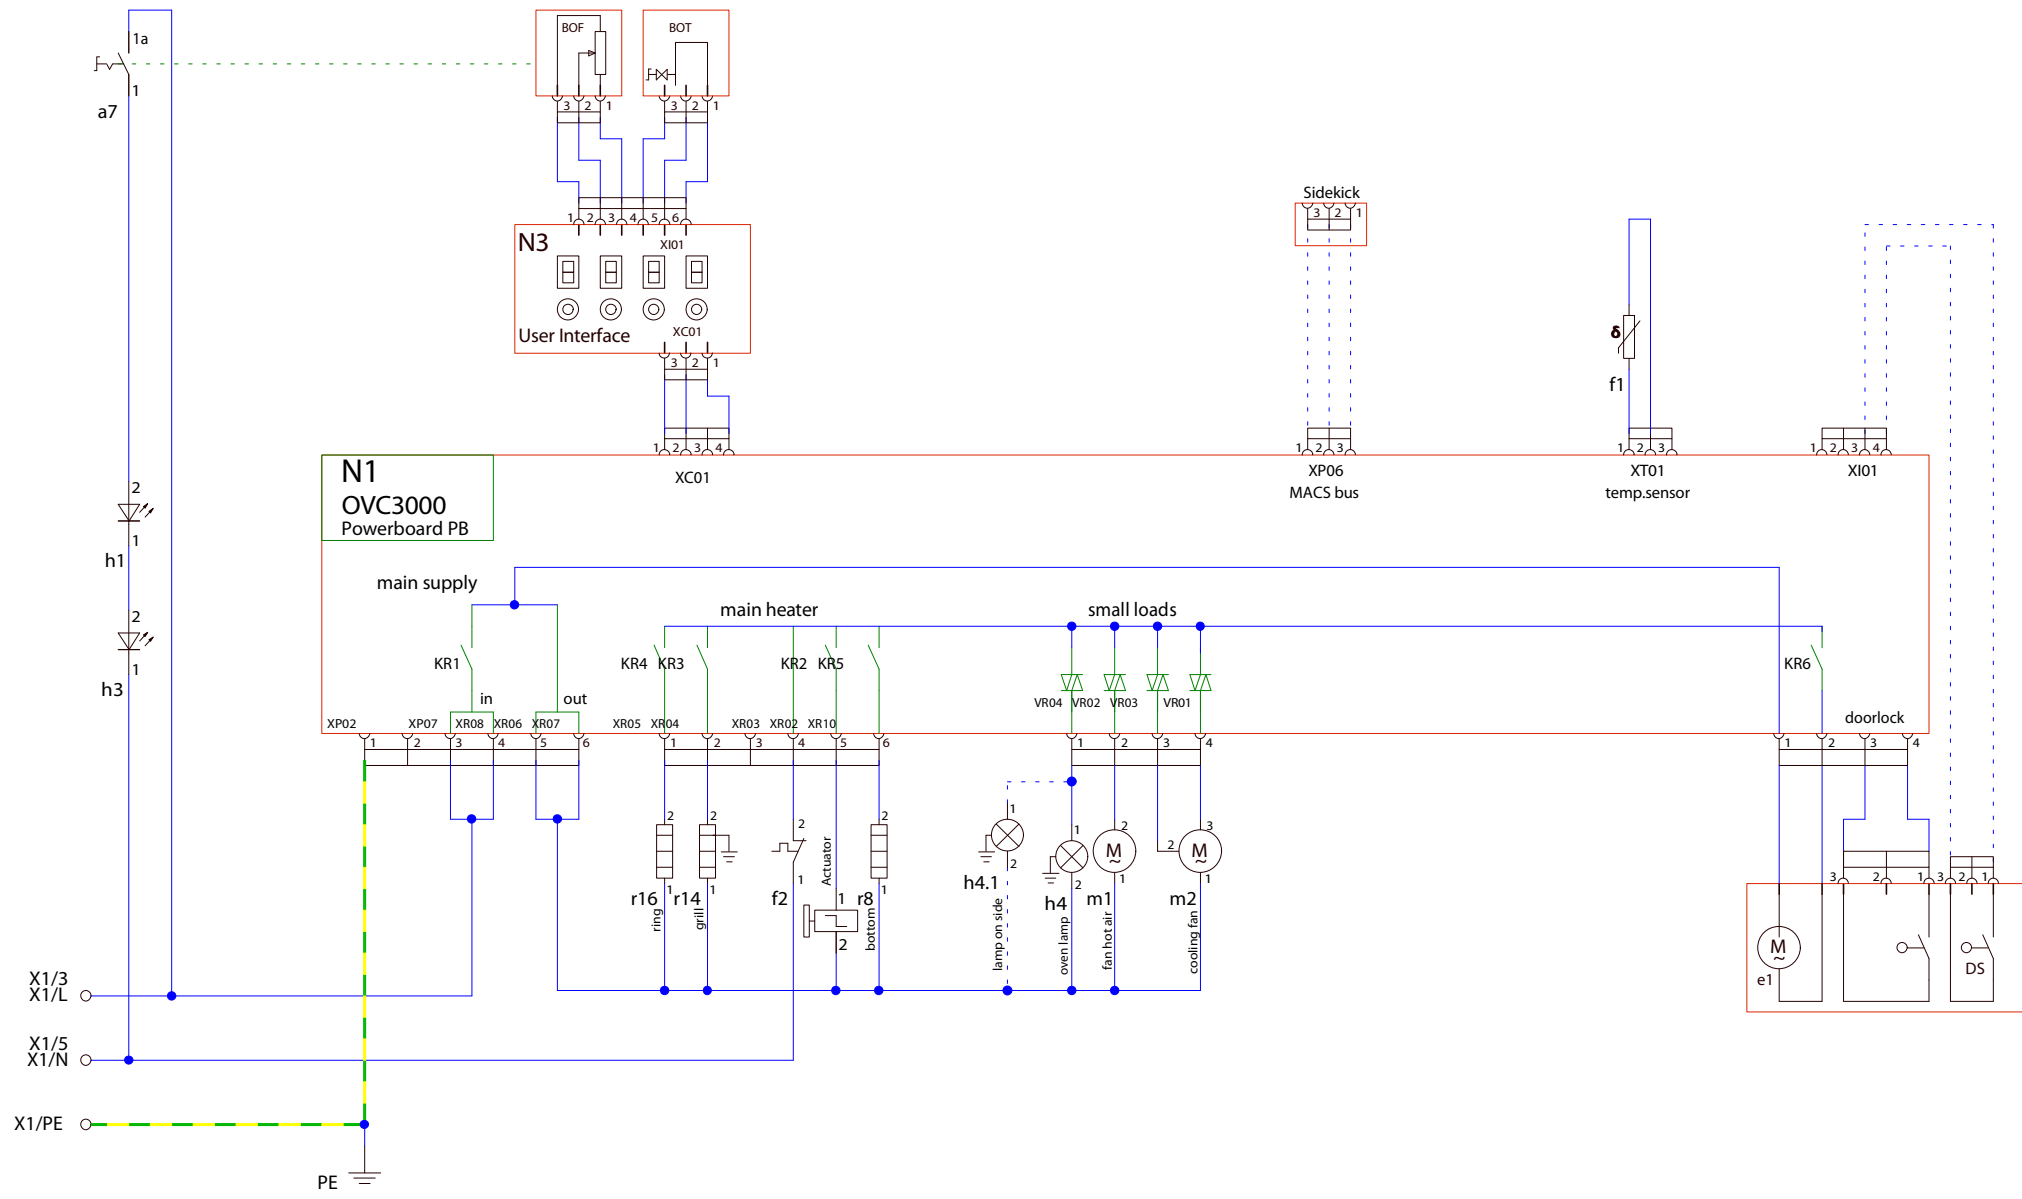 1a
1
a7
BOF
3 2 1
BOT
3 2 1
1 2 3 4 5 6
N3
XI01
User Interface
XC01
3 2 1
Sidekick
3 2 1
δ
f1
1 2 3 4
XC01
1 2 3
XP06
MACS bus
1 2 3
XT01
temp.sensor
1 2 3 4
XI01
N1
OVC3000
Powerboard PB
2
1
h1
2
1
h3
main supply
main heater
small loads
KR1
KR4 KR3 KR2 KR5
KR6
in
out
VR04 VR02 VR03 VR01
doorlock
XP02 XP07 XR08 XR06 XR07 XR05 XR04 XR03 XR02 XR10
1 2 3 4 5 6
1 2 3 4 5 6
1 2 3 4
1 2 3 4
2
1
r16
ring
2
1
r14
grill
2
1
f2
Actuator
1
2
2
1
r8
bottom
1
2
h4.1
lamp on side
1
2
h4
oven lamp
M
~
2
1
m1
fan hot air
M
~
3
2
1
m2
cooling fan
3 2 1
3 2 1
M
~
e1
DS
X1/3
X1/L
X1/5
X1/N
X1/PE
PE